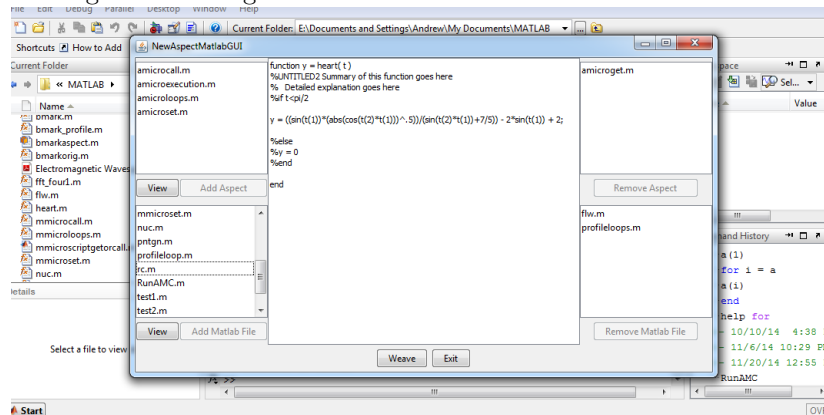 File Edit Debug Parallel Desktop Window Help
Current Folder: E:\Documents and Settings\Andrew\My Documents\MATLAB
Shortcuts How to Add
NewAspectMatlabGUI
Current Folder
« MATLAB
Name
bmark.m
bmark_profile.m
bmarkaspect.m
bmarkorig.m
Electromagnetic Waves
fft_four1.m
flw.m
heart.m
mmicrocall.m
mmicroloops.m
mmicroscriptgetorcall.
mmicroset.m
nuc.m
Details
Select a file to view
amicrocall.m
amicroexecution.m
amicroloops.m
amicroset.m
View Add Aspect
mmicroset.m
nuc.m
pntgn.m
profileloop.m
rc.m
RunAMC.m
test1.m
test2.m
View Add Matlab File
function y = heart( t )
%UNTITLED2 Summary of this function goes here
% Detailed explanation goes here
%if t<pi/2
y = ((sin(t(1))*(abs(cos(t(2)*t(1)))^.5))/(sin(t(2)*t(1))+7/5)) - 2*sin(t(1)) + 2;
%else
%y = 0
%end
end
amicroget.m
Remove Aspect
flw.m
profileloops.m
Remove Matlab File
Weave Exit
pace
Sel...
Value
and History
a(1)
for i = a
a(i)
end
help for
- 10/10/14 4:38
- 11/6/14 10:29 P
- 11/20/14 12:55
RunAMC
>>
Start
OV